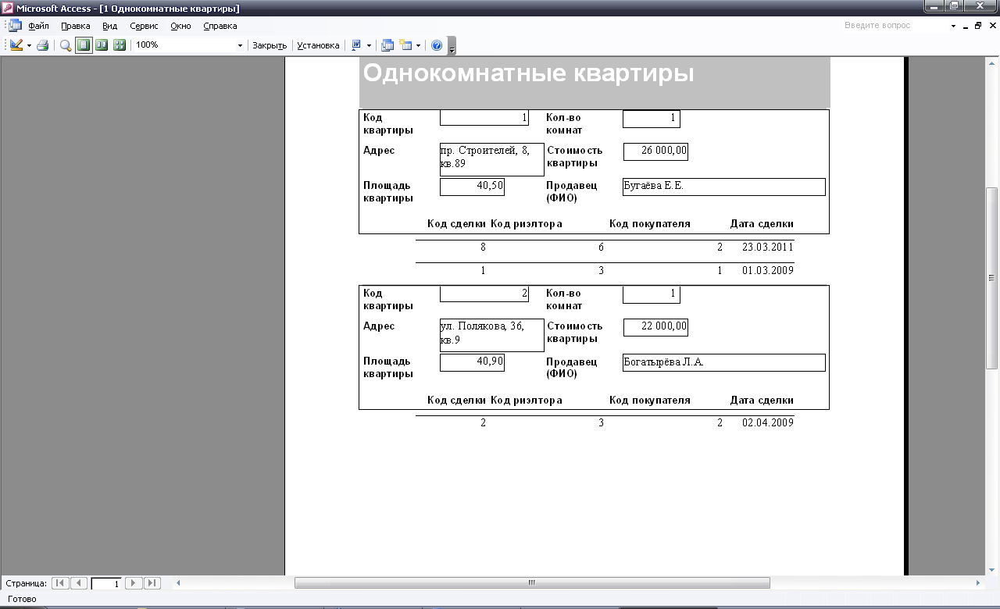 Microsoft Access - [1 Однокомнатные квартиры]
Файл Правка Вид Сервис Окно Справка Введите вопрос
100% Закрыть Установка
Однокомнатные квартиры
Код квартиры 1 Кол-во комнат 1
Адрес пр. Строителей, 8, кв.89 Стоимость квартиры 26 000,00
Площадь квартиры 40,50 Продавец (ФИО) Бугаёва Е.Е.
Код сделки Код риэлтора Код покупателя Дата сделки
8 6 2 23.03.2011
1 3 1 01.03.2009
Код квартиры 2 Кол-во комнат 1
Адрес ул. Полякова, 36, кв.9 Стоимость квартиры 22 000,00
Площадь квартиры 40,90 Продавец (ФИО) Богатырёва Л.А.
Код сделки Код риэлтора Код покупателя Дата сделки
2 3 2 02.04.2009
Страница: 1
Готово